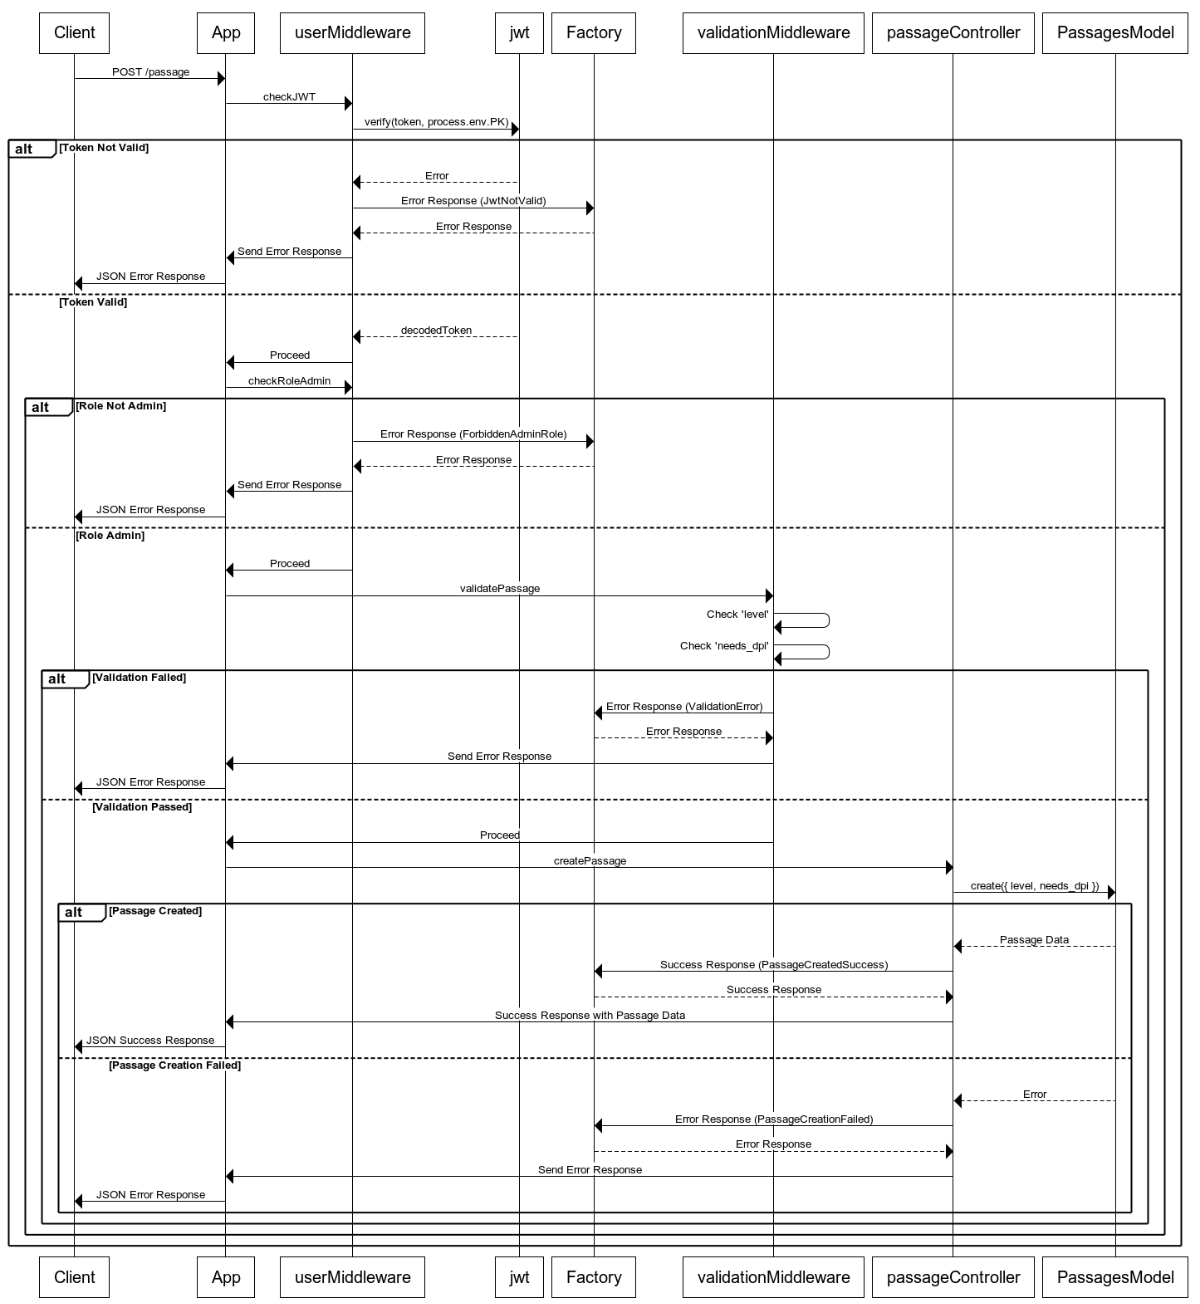 Client App userMiddleware jwt Factory validationMiddleware passageController PassagesModel
POST /passage
checkJWT
verify(token, process.env.PK)
alt [Token Not Valid]
Error
Error Response (JwtNotValid)
Error Response
Send Error Response
JSON Error Response
[Token Valid]
decodedToken
Proceed
checkRoleAdmin
alt [Role Not Admin]
Error Response (ForbiddenAdminRole)
Error Response
Send Error Response
JSON Error Response
[Role Admin]
Proceed
validatePassage
Check 'level'
Check 'needs_dpi'
alt [Validation Failed]
Error Response (ValidationError)
Error Response
Send Error Response
JSON Error Response
[Validation Passed]
Proceed
createPassage
create({ level, needs_dpi })
alt [Passage Created]
Passage Data
Success Response (PassageCreatedSuccess)
Success Response
Success Response with Passage Data
JSON Success Response
[Passage Creation Failed]
Error
Error Response (PassageCreationFailed)
Error Response
Send Error Response
JSON Error Response
Client App userMiddleware jwt Factory validationMiddleware passageController PassagesModel